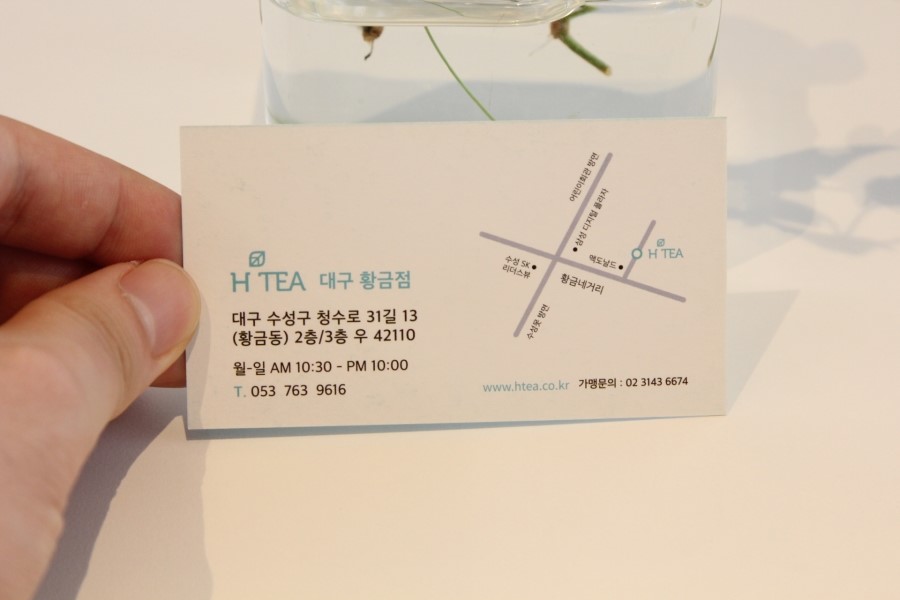 H TEA 대구 황금점
대구 수성구 청수로 31길 13
(황금동) 2층/3층 우 42110
월-일 AM 10:30 - PM 10:00
T. 053 763 9616
어린이회관 방면
삼성 디지털 플라자
수성 SK
리더스뷰
맥도날드
H TEA
황금네거리
수성못 방면
www.htea.co.kr 가맹문의 : 02 3143 6674